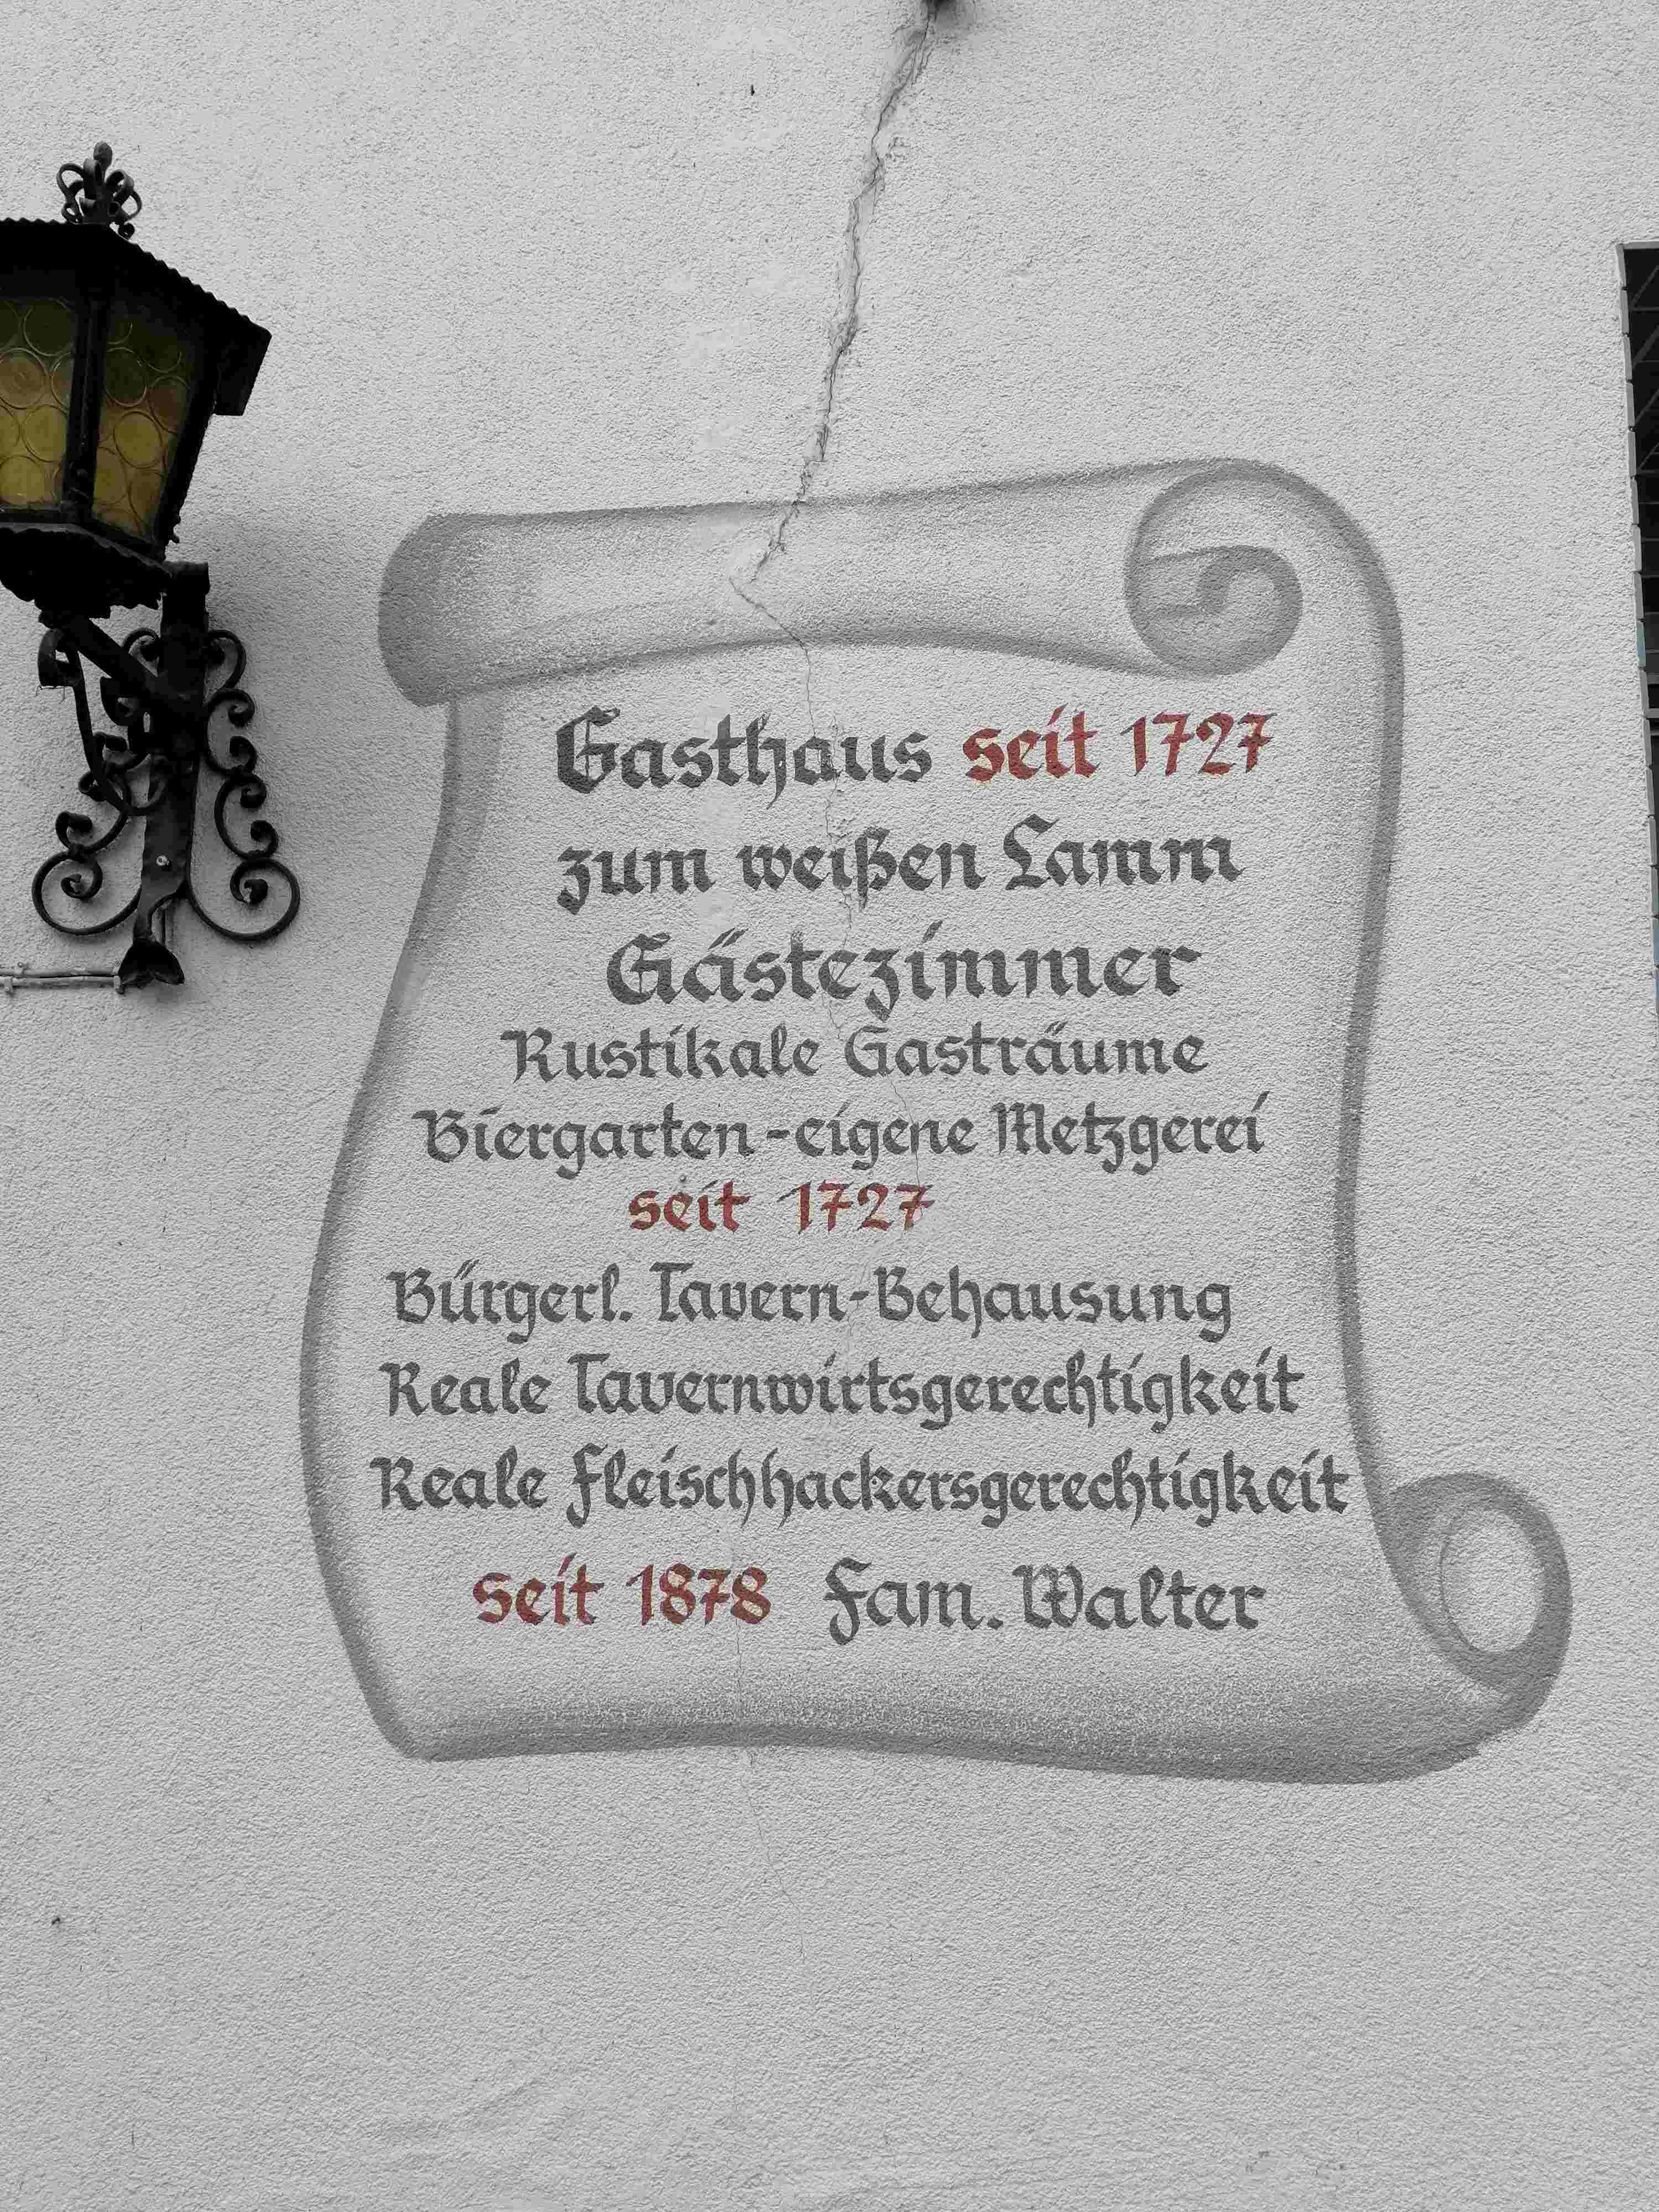 Gasthaus seit 1727
zum weißen Lamm
Gästezimmer
Rustikale Gasträume
Biergarten - eigene Metzgerei
seit 1727
Bürgerl. Tavern-Behausung
Reale Tavernwirtsgerechtigkeit
Reale Fleischhackersgerechtigkeit
seit 1878 Fam. Walter